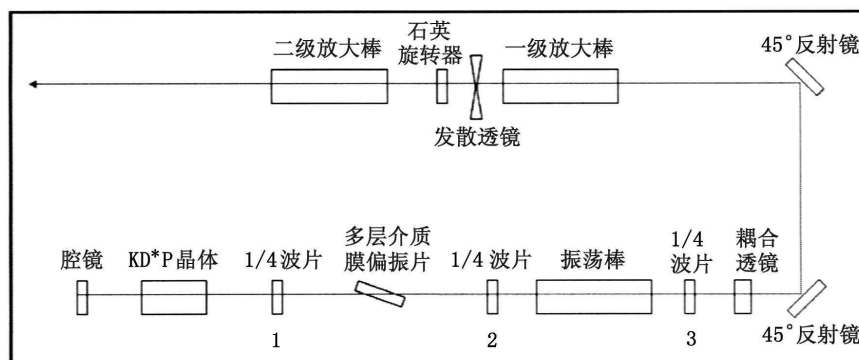 石英
二级放大棒
旋转器
一级放大棒
45°反射镜
发散透镜
腔镜
KD*P晶体
1/4波片
多层介质
膜偏振片
1/4波片
振荡棒
1/4
波片
耦合
透镜
1
2
3
45°反射镜